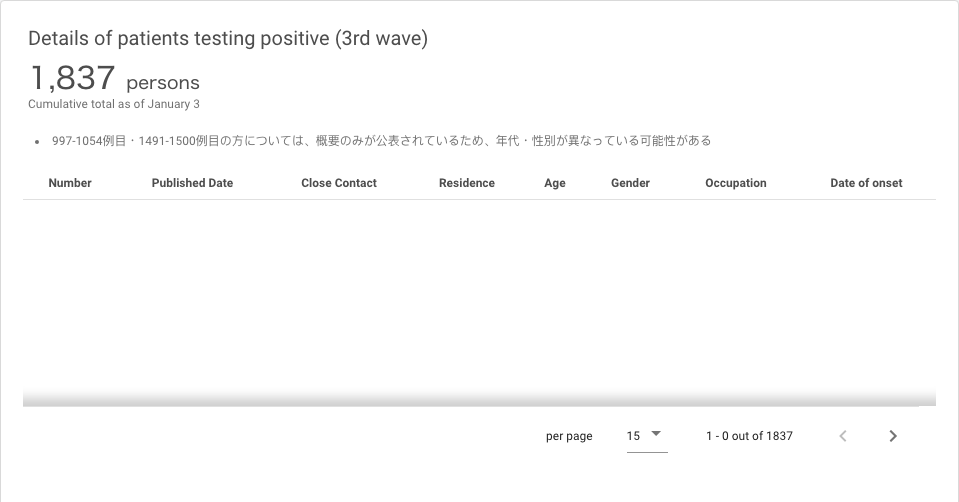 Details of patients testing positive (3rd wave)
1,837 persons
Cumulative total as of January 3
• 997-1054例目・1491-1500例目の方については、概要のみが公表されているため、年代・性別が異なっている可能性がある
Number Published Date Close Contact Residence Age Gender Occupation Date of onset
per page 15 1 - 0 out of 1837